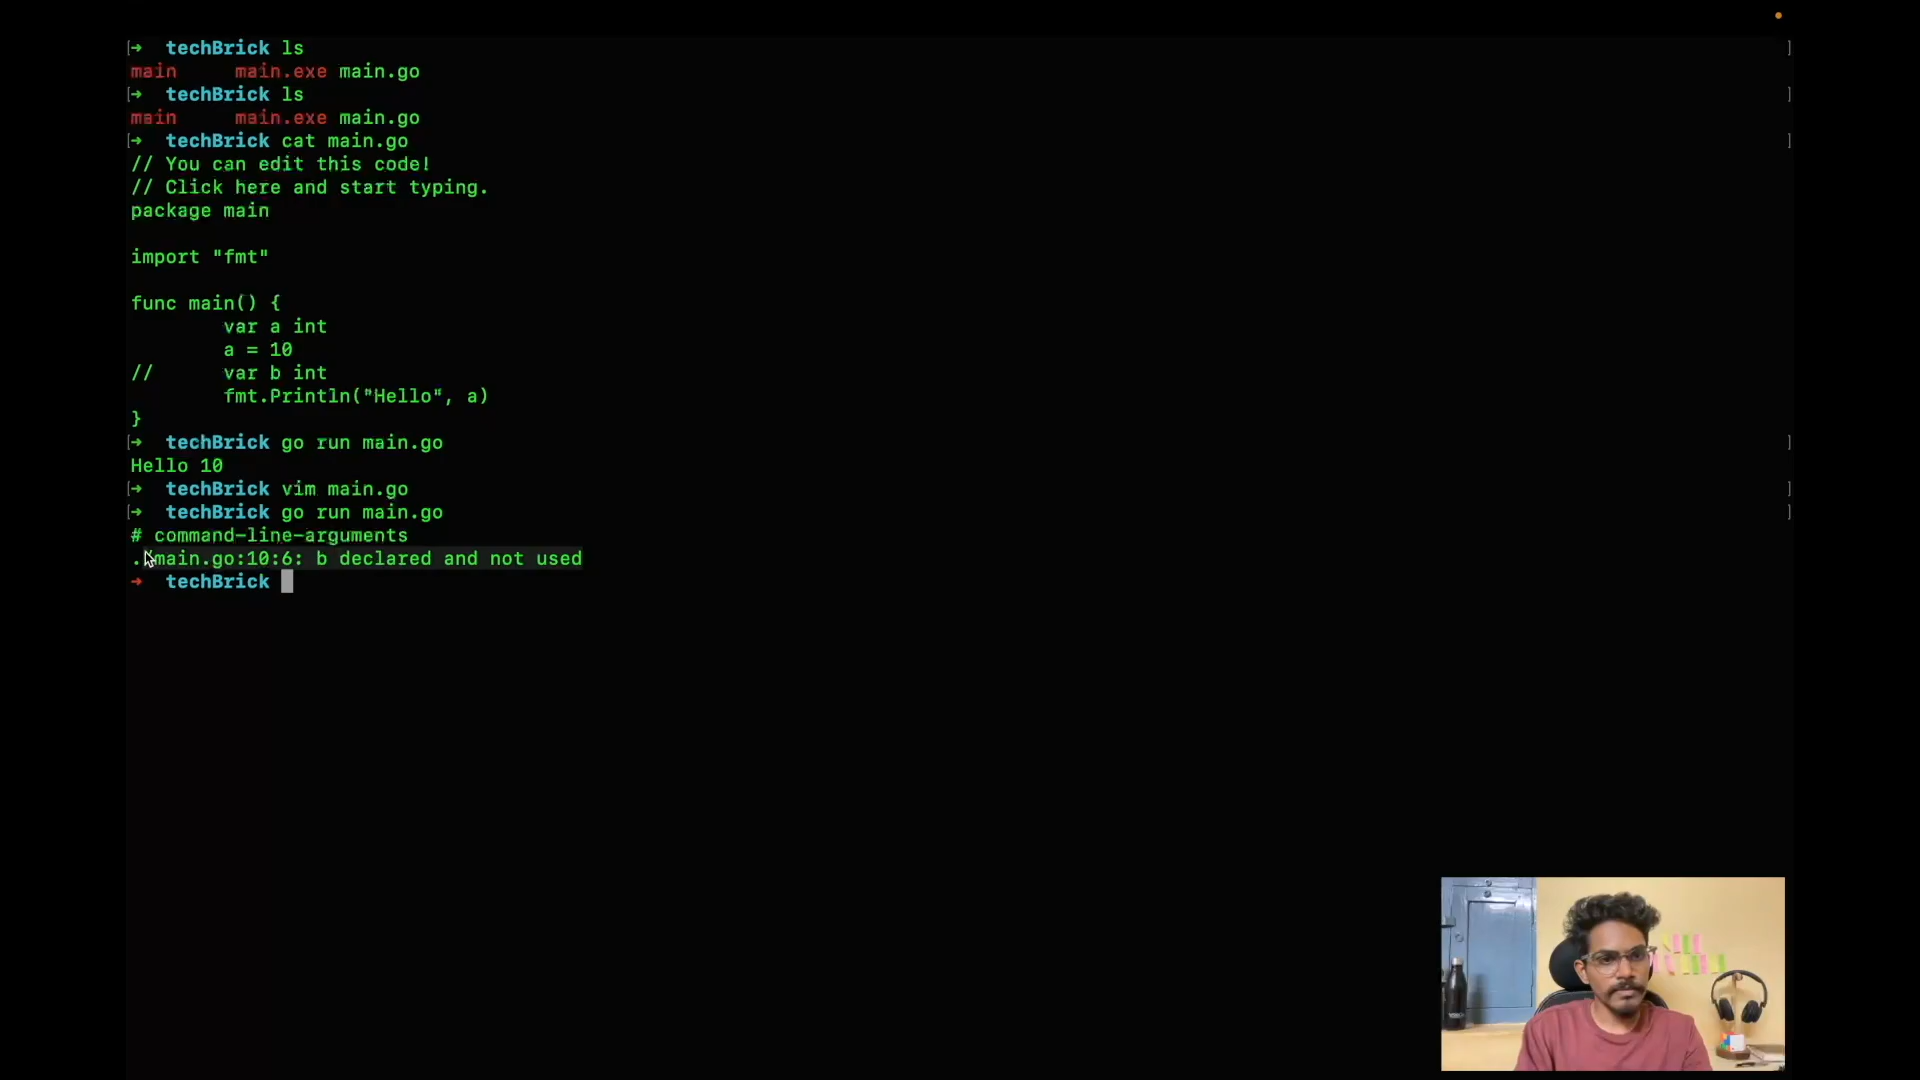 [→  techBrick ls ]
main     main.exe main.go
[→  techBrick ls ]
main     main.exe main.go
[→  techBrick cat main.go ]
// You can edit this code!
// Click here and start typing.
package main
import "fmt"
func main() {
        var a int
        a = 10
//      var b int
        fmt.Println("Hello", a)
}
[→  techBrick go run main.go ]
Hello 10
[→  techBrick vim main.go ]
[→  techBrick go run main.go ]
# command-line-arguments
./main.go:10:6: b declared and not used
→  techBrick